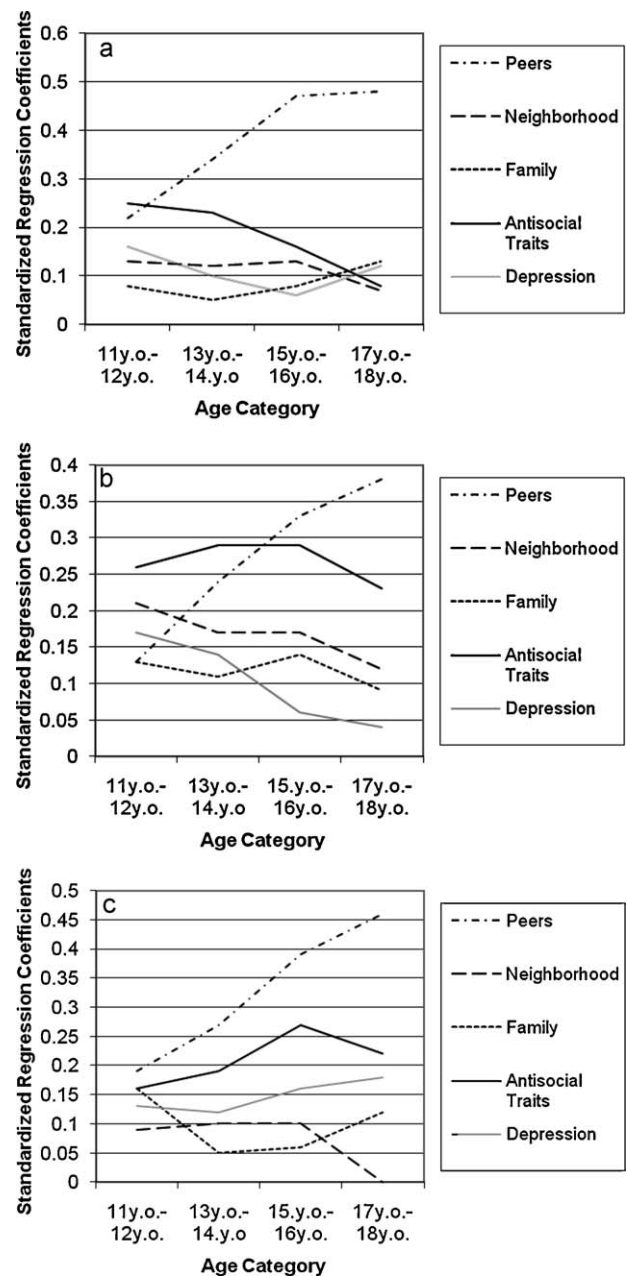 a
Standardized Regression Coefficients
0.6
0.5
0.4
0.3
0.2
0.1
0
11y.o.- 13y.o.- 15y.o.- 17y.o.-
12y.o. 14.y.o 16y.o. 18y.o.
Age Category
Peers
Neighborhood
Family
Antisocial
Traits
Depression
b
Standardized Regression Coefficients
0.4
0.35
0.3
0.25
0.2
0.15
0.1
0.05
0
11y.o.- 13y.o.- 15.y.o.- 17y.o.-
12y.o. 14.y.o 16y.o. 18y.o.
Age Category
Peers
Neighborhood
Family
Antisocial
Traits
Depression
c
Standardized Regression Coefficients
0.5
0.45
0.4
0.35
0.3
0.25
0.2
0.15
0.1
0.05
0
11y.o.- 13y.o.- 15.y.o.- 17y.o.-
12y.o. 14.y.o 16y.o. 18y.o.
Age Category
Peers
Neighborhood
Family
Antisocial
Traits
Depression